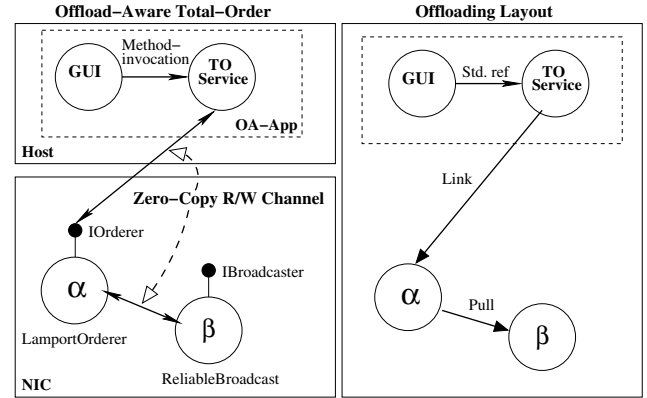 Offload−Aware Total−Order
GUI
Method−
invocation
TO
Service
OA−App
Host
Zero−Copy R/W Channel
IOrderer
IBroadcaster
α
β
LamportOrderer
ReliableBroadcast
NIC
Offloading Layout
GUI
Std. ref
TO
Service
Link
α
Pull
β